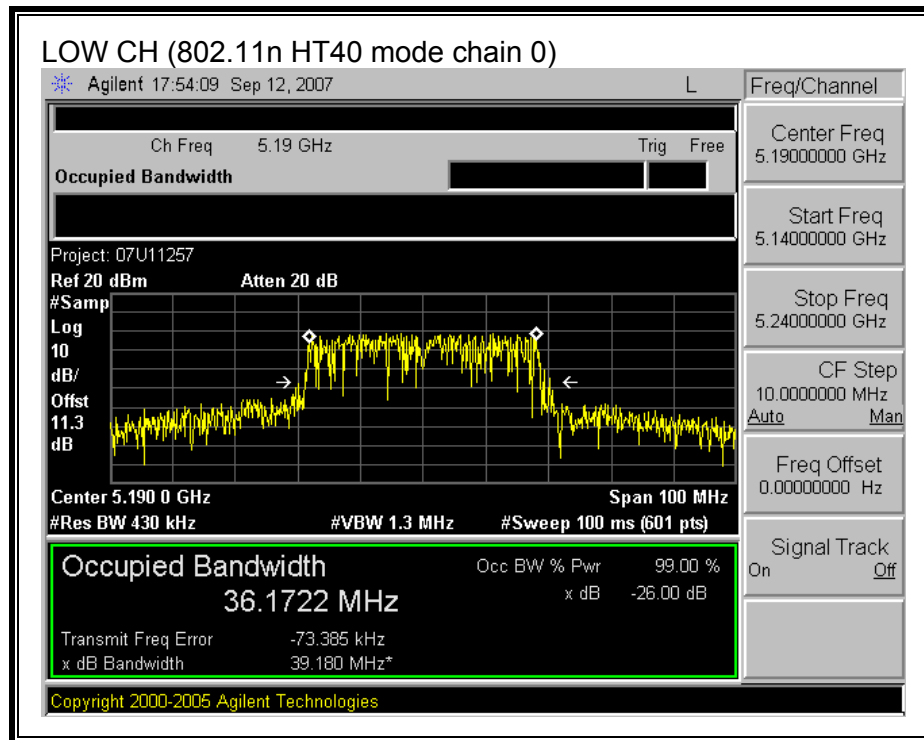 LOW CH (802.11n HT40 mode chain 0)
Agilent 17:54:09 Sep 12, 2007 L Freq/Channel
Ch Freq 5.19 GHz Trig Free
Occupied Bandwidth
Center Freq
5.19000000 GHz
Start Freq
5.14000000 GHz
Stop Freq
5.24000000 GHz
CF Step
10.0000000 MHz
Auto Man
Freq Offset
0.00000000 Hz
Signal Track
On Off
Project: 07U11257
Ref 20 dBm Atten 20 dB
#Samp
Log
10
dB/
Offst
11.3
dB
Center 5.190 0 GHz Span 100 MHz
#Res BW 430 kHz #VBW 1.3 MHz #Sweep 100 ms (601 pts)
Occupied Bandwidth Occ BW % Pwr 99.00 %
36.1722 MHz x dB -26.00 dB
Transmit Freq Error -73.385 kHz
x dB Bandwidth 39.180 MHz*
Copyright 2000-2005 Agilent Technologies